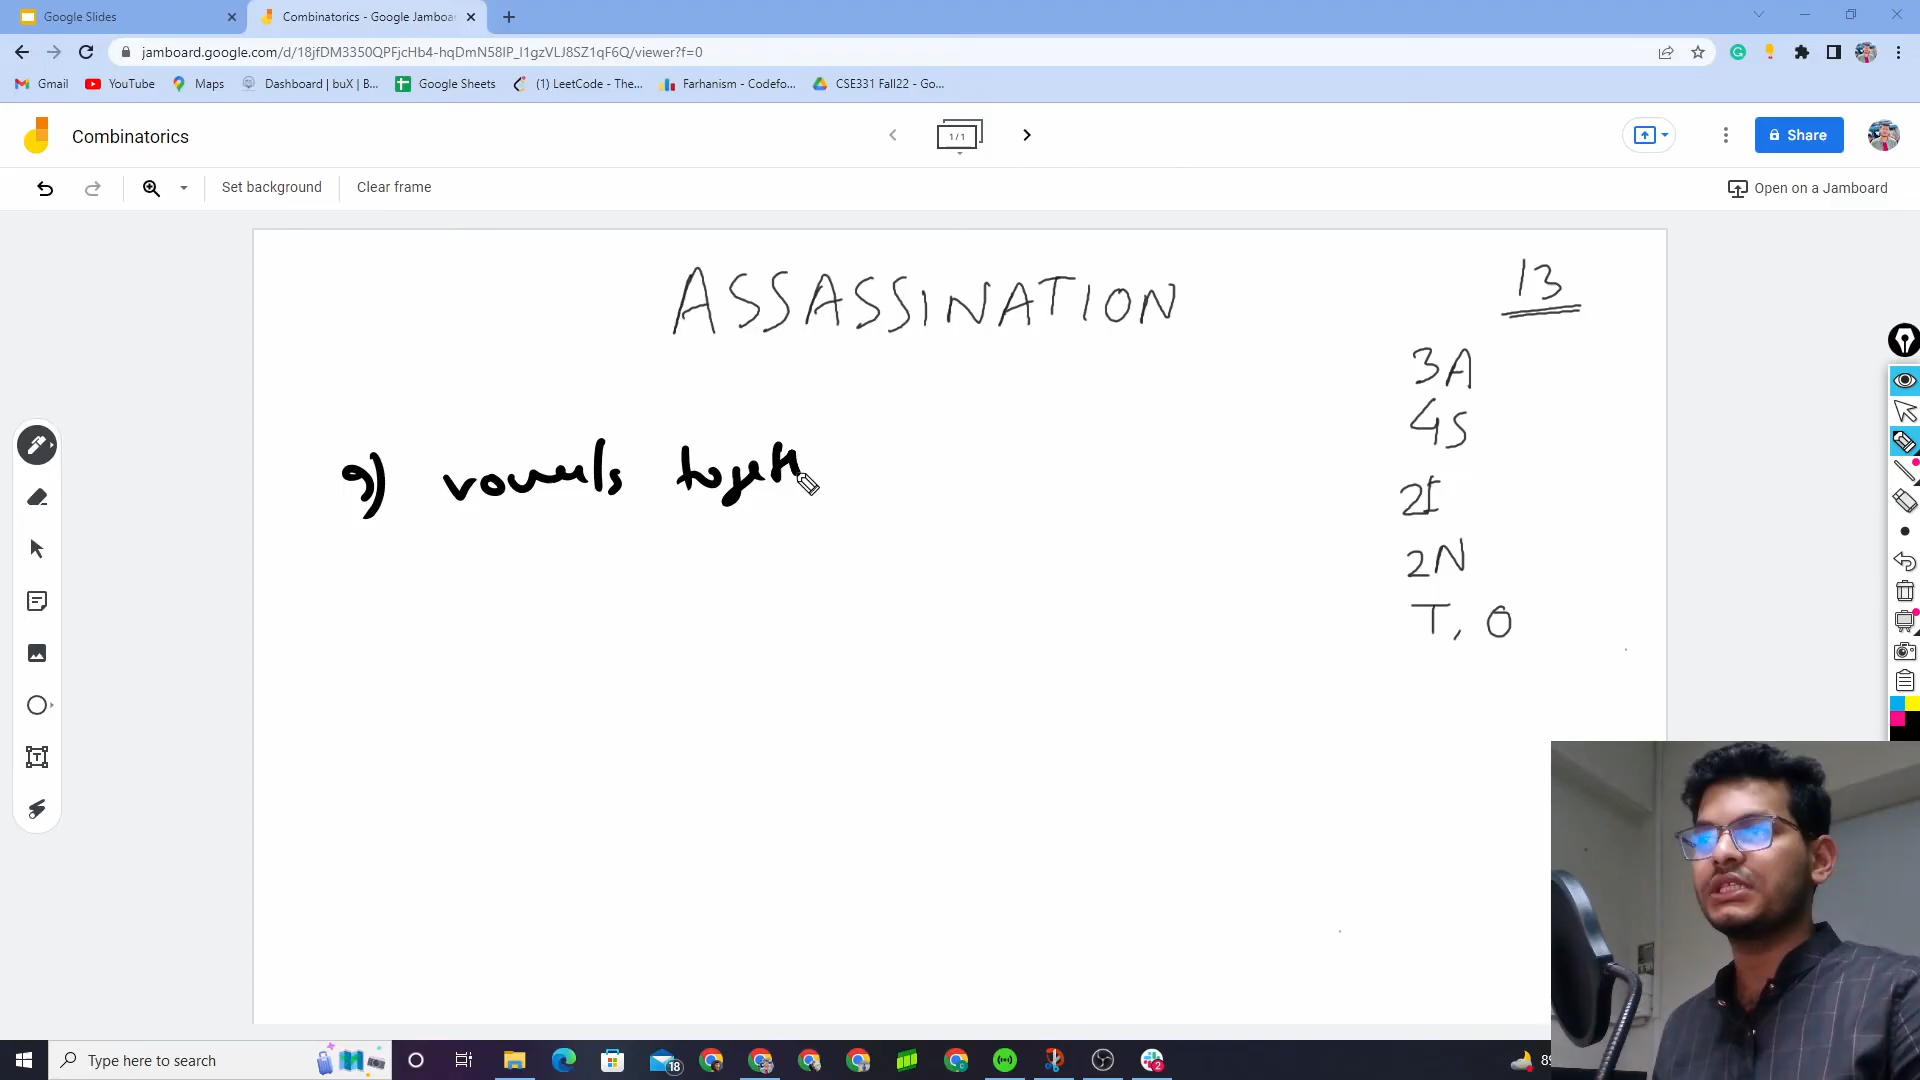 Google Slides
Combinatorics - Google Jamboa
jamboard.google.com/d/18jfDM3350QPFjcHb4-hqDmN58IP_I1gzVLJ8SZ1qF6Q/viewer?f=0
Gmail YouTube Maps Dashboard | buX | B... Google Sheets (1) LeetCode - The... Farhanism - Codefo... CSE331 Fall22 - Go...
Combinatorics
1 / 1
Share
Set background Clear frame
Open on a Jamboard
ASSASSINATION
13
3A
4S
2I
2N
T, O
9) vowels togeth
Type here to search
18
2